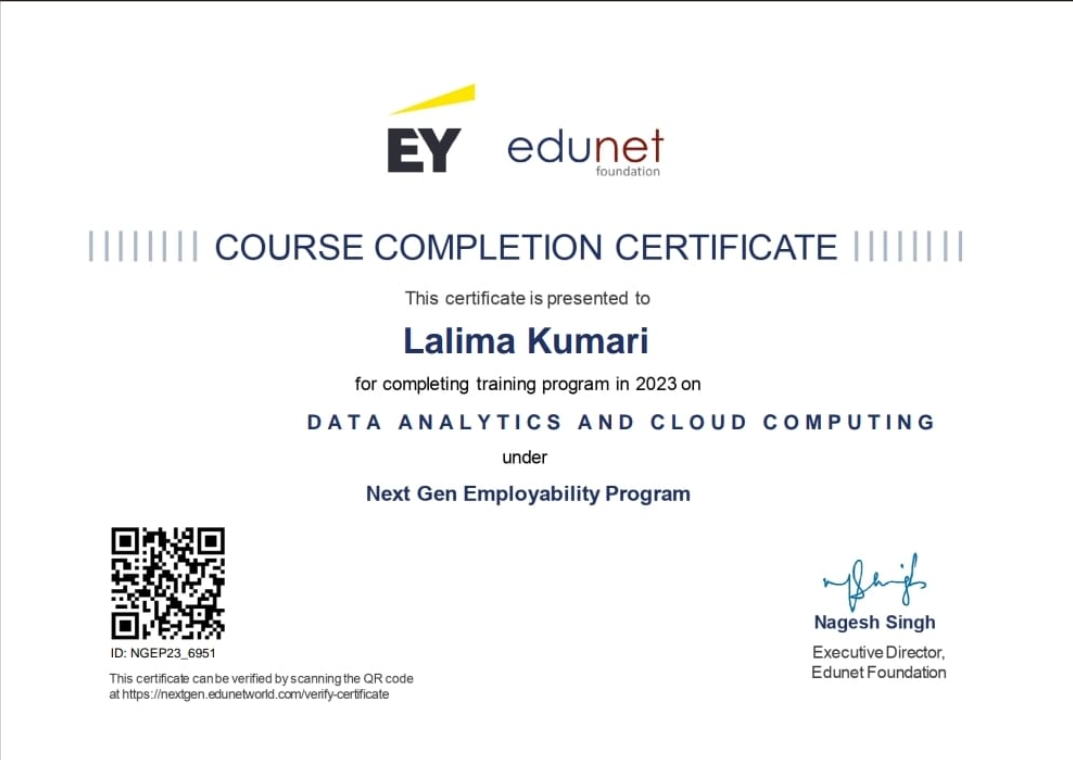 EY
edunet
foundation
COURSE COMPLETION CERTIFICATE
This certificate is presented to
Lalima Kumari
for completing training program in 2023 on
DATA ANALYTICS AND CLOUD COMPUTING
under
Next Gen Employability Program
ID: NGEP23_6951
This certificate can be verified by scanning the QR code
at https://nextgen.edunetworld.com/verify-certificate
Nagesh Singh
Executive Director,
Edunet Foundation